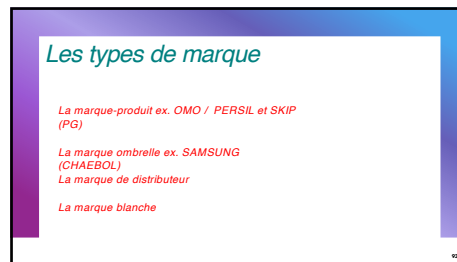 Les types de marque
La marque-produit ex. OMO / PERSIL et SKIP
(PG)
La marque ombrelle ex. SAMSUNG
(CHAEBOL)
La marque de distributeur
La marque blanche